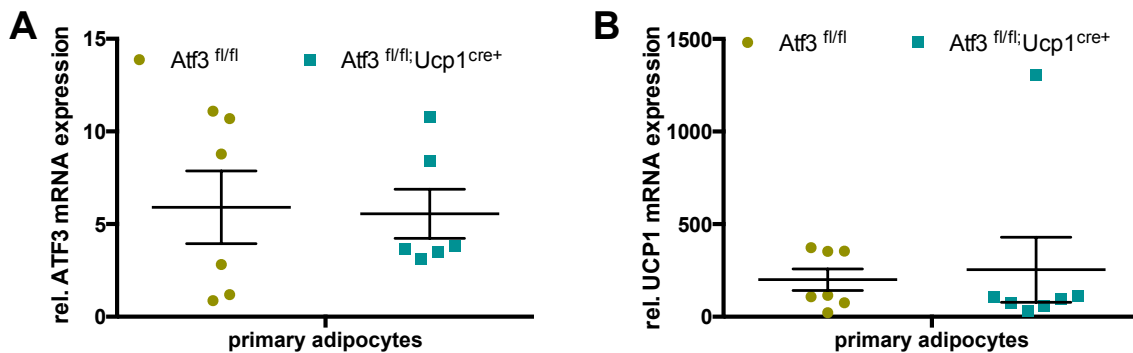 A
rel. ATF3 mRNA expression
15
10
5
0
Atf3 fl/fl
Atf3 fl/fl;Ucp1cre+
primary adipocytes
B
rel. UCP1 mRNA expression
1500
1000
500
0
Atf3 fl/fl
Atf3 fl/fl;Ucp1cre+
primary adipocytes